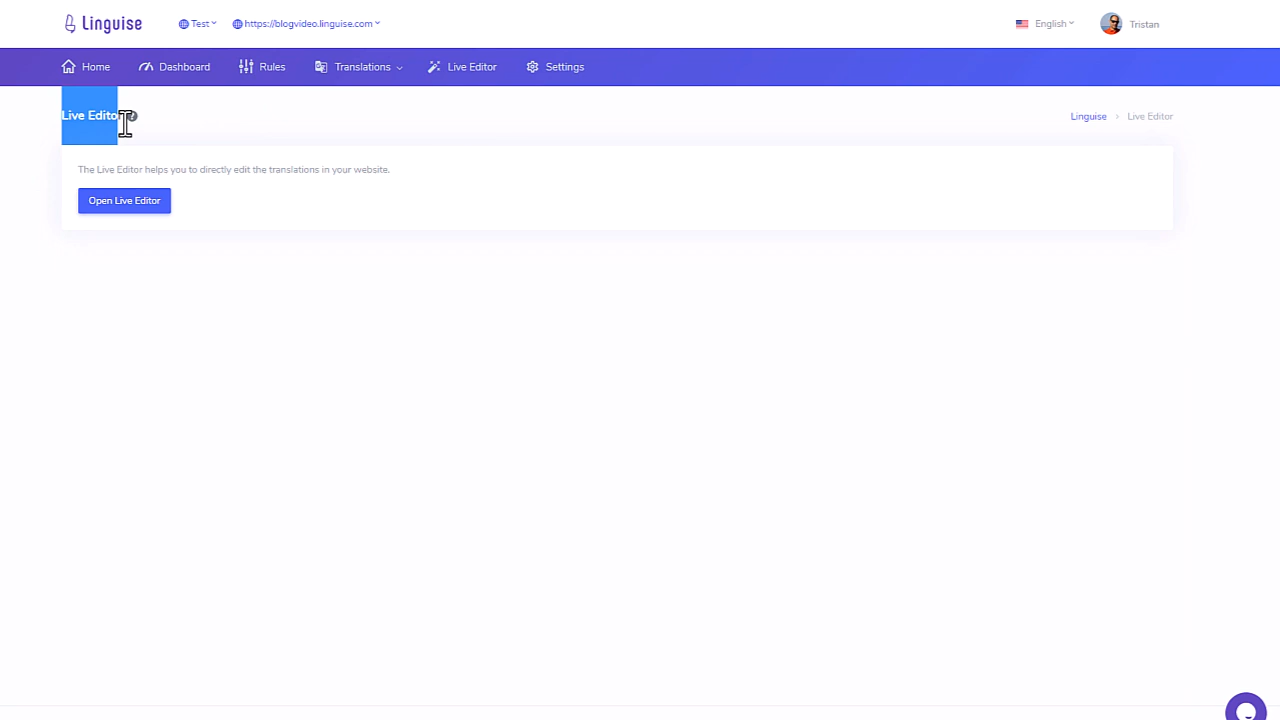 Linguise
Test
https://blogvideo.linguise.com
English
Tristan
Home
Dashboard
Rules
Translations
Live Editor
Settings
Live Editor
Linguise > Live Editor
The Live Editor helps you to directly edit the translations in your website.
Open Live Editor